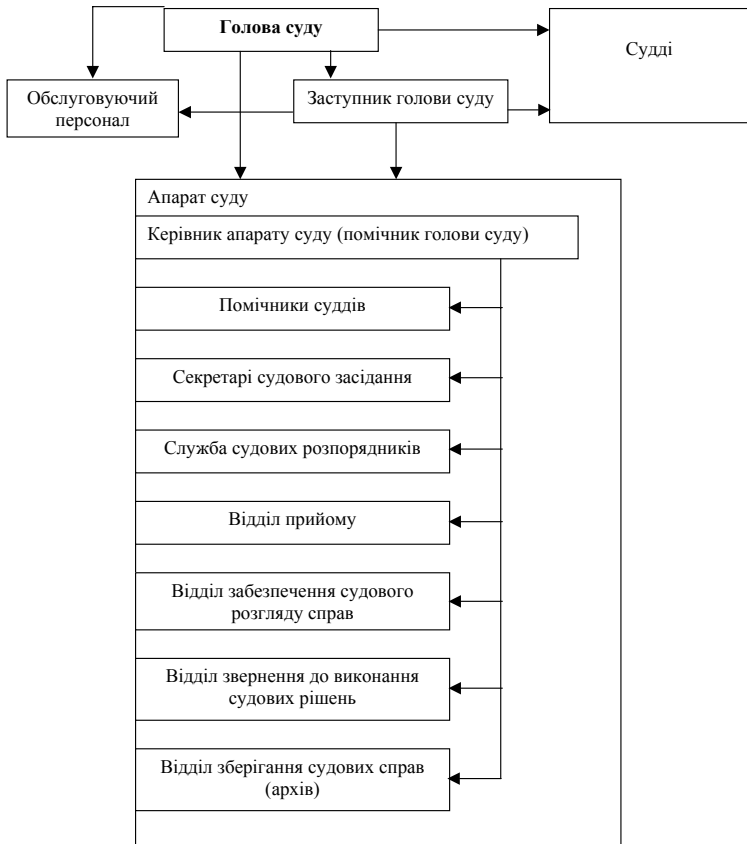 Голова суду
Судді
Обслуговуючий
персонал
Заступник голови суду
Апарат суду
Керівник апарату суду (помічник голови суду)
Помічники суддів
Секретарі судового засідання
Служба судових розпорядників
Відділ прийому
Відділ забезпечення судового
розгляду справ
Відділ звернення до виконання
судових рішень
Відділ зберігання судових справ
(архів)